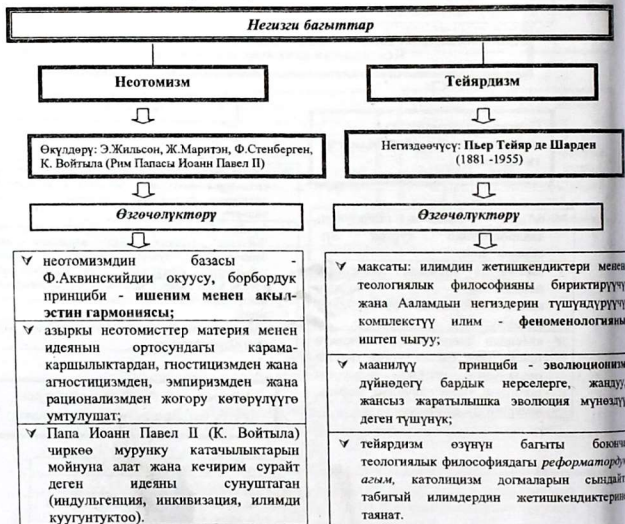 Негизги багыттар
Неотомизм
Өкүлдөрү: Э.Жильсон, Ж.Маритэн, Ф.Стенберген,
К. Войтыла (Рим Папасы Иоанн Павел II)
Өзгөчөлүктөрү
неотомизмдин базасы -
Ф.Аквинскийдин окуусу, борбордук
принциби - ишеним менен акыл-
эстин гармониясы;
азыркы неотомисттер материя менен
идеянын ортосундагы карама-
каршылыктардан, гностицизмден жана
агностицизмден, эмпиризмден жана
рационализмден жогору көтөрүлүүгө
умтулушат;
Папа Иоанн Павел II (К. Войтыла)
чиркөө мурунку катачылыктарын
мойнуна алат жана кечирим сурайт
деген идеяны сунуштаган
(индульгенция, инкивизация, илимди
куугунтуктоо).
Тейярдизм
Негиздөөчүсү: Пьер Тейяр де Шарден
(1881 -1955)
Өзгөчөлүктөрү
максаты: илимдин жетишкендиктери менен
теологиялык философияны бириктирүүчү
жана Ааламдын негиздерин түшүндүрүүчү
комплекстүү илим - феноменологияны
иштеп чыгуу;
маанилүү принциби - эволюционизм
дүйнөдөгү бардык нерселерге, жандуу,
жансыз жаратылышка эволюция мүнөздүү
деген түшүнүк;
тейярдизм өзүнүн багыты боюнча
теологиялык философиядагы реформатордук
агым, католицизм догмаларын сындайт
табигый илимдердин жетишкендиктерине
таянат.